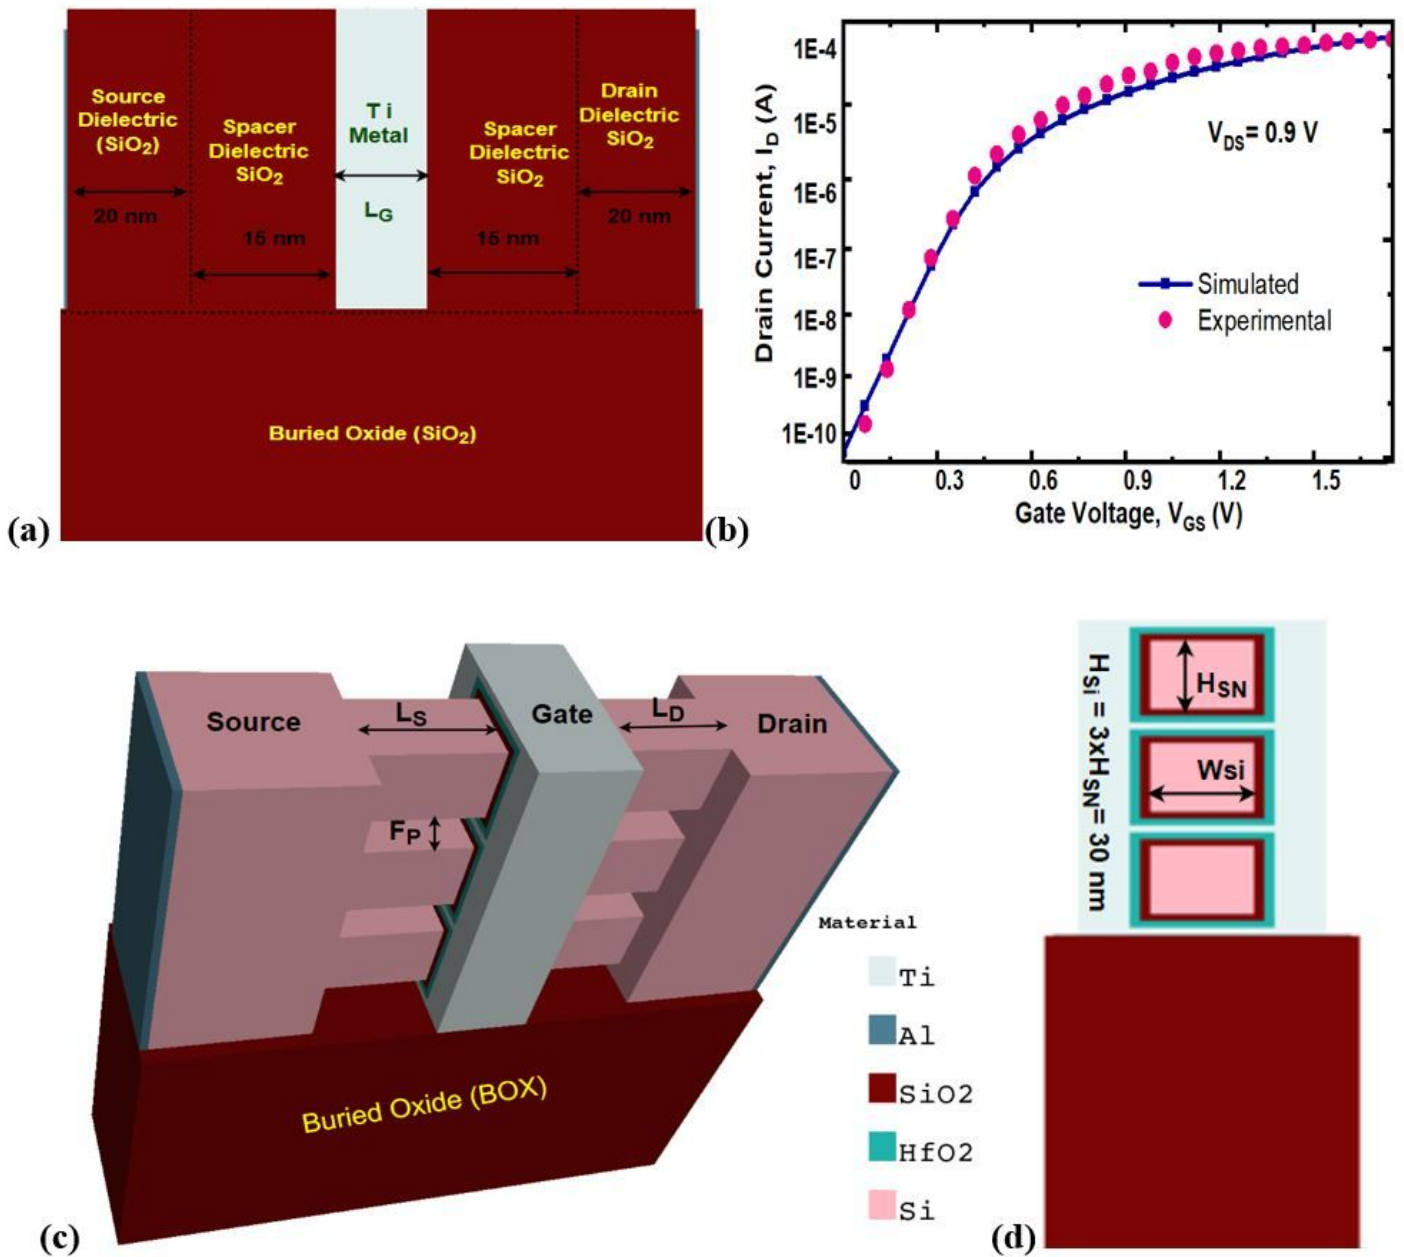 Source
Dielectric
(SiO2)
20 nm
Spacer
Dielectric
SiO2
15 nm
Ti
Metal
LG
Spacer
Dielectric
SiO2
15 nm
Drain
Dielectric
SiO2
20 nm
Buried Oxide (SiO2)
(a)
Drain Current, ID (A)
1E-4
1E-5
1E-6
1E-7
1E-8
1E-9
1E-10
VDS= 0.9 V
Simulated
Experimental
0 0.3 0.6 0.9 1.2 1.5
Gate Voltage, VGS (V)
(b)
Source
LS
Gate
LD
Drain
FP
Buried Oxide (BOX)
(c)
Material
Ti
Al
SiO2
HfO2
Si
HSi = 3xHSN= 30 nm
HSN
Wsi
(d)